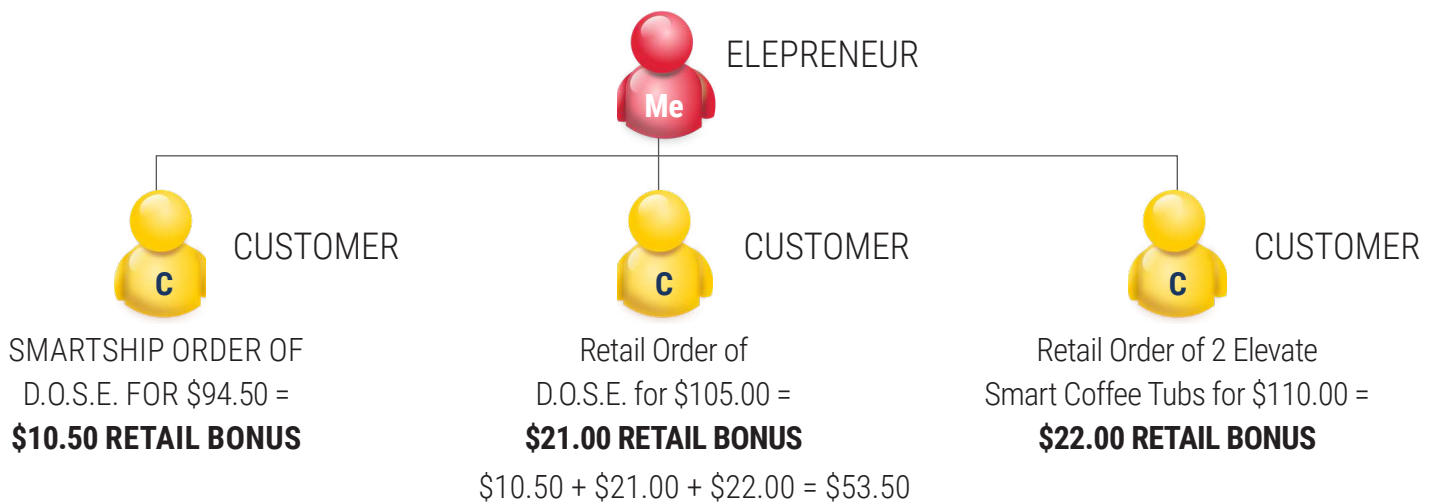 ELEPRENEUR
Me
C
CUSTOMER
SMARTSHIP ORDER OF
D.O.S.E. FOR $94.50 =
$10.50 RETAIL BONUS
C
CUSTOMER
Retail Order of
D.O.S.E. for $105.00 =
$21.00 RETAIL BONUS
C
CUSTOMER
Retail Order of 2 Elevate
Smart Coffee Tubs for $110.00 =
$22.00 RETAIL BONUS
$10.50 + $21.00 + $22.00 = $53.50